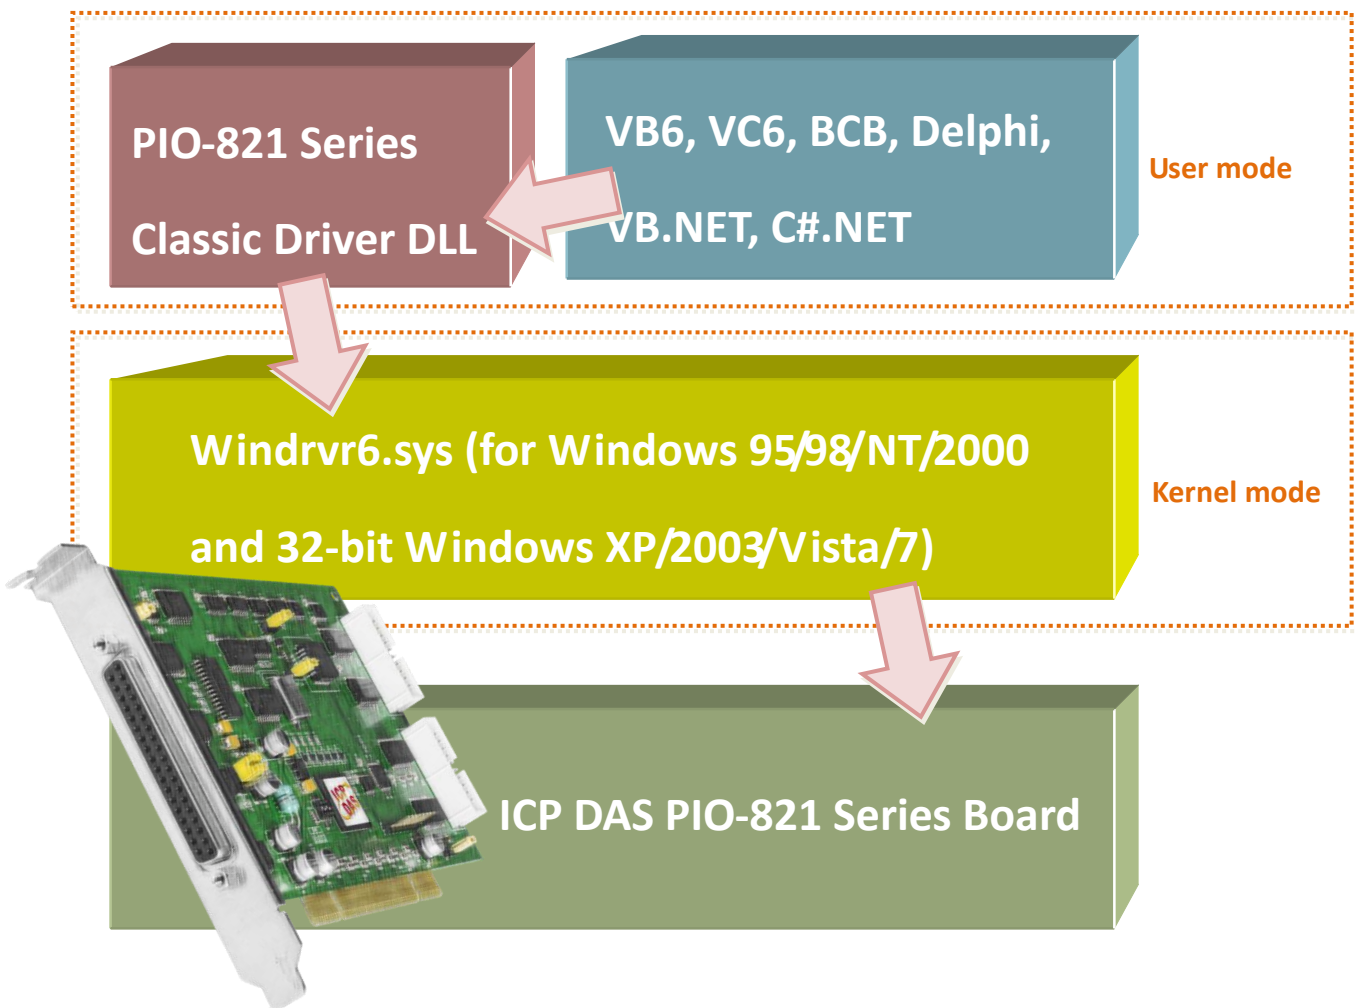 PIO-821 Series
Classic Driver DLL
VB6, VC6, BCB, Delphi,
VB.NET, C#.NET
User mode
Windrvr6.sys (for Windows 95/98/NT/2000
and 32-bit Windows XP/2003/Vista/7)
Kernel mode
ICP
DAS
ICP DAS PIO-821 Series Board